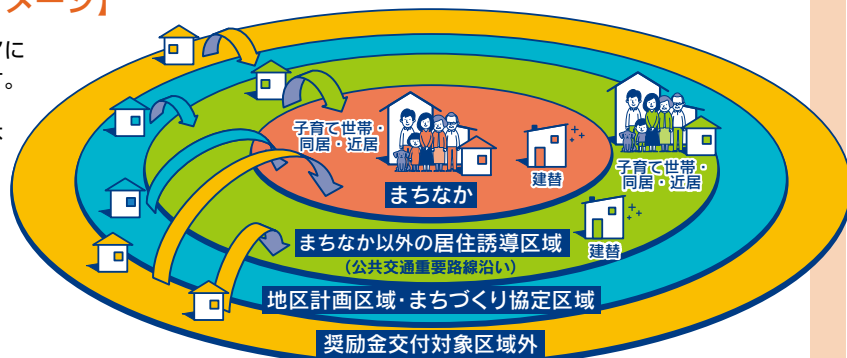 メージ】
に
す。
子育て世帯・
同居・近居
建替
まちなか
子育て世帯・
同居・近居
建替
まちなか以外の居住誘導区域
(公共交通重要路線沿い)
地区計画区域・まちづくり協定区域
奨励金交付対象区域外